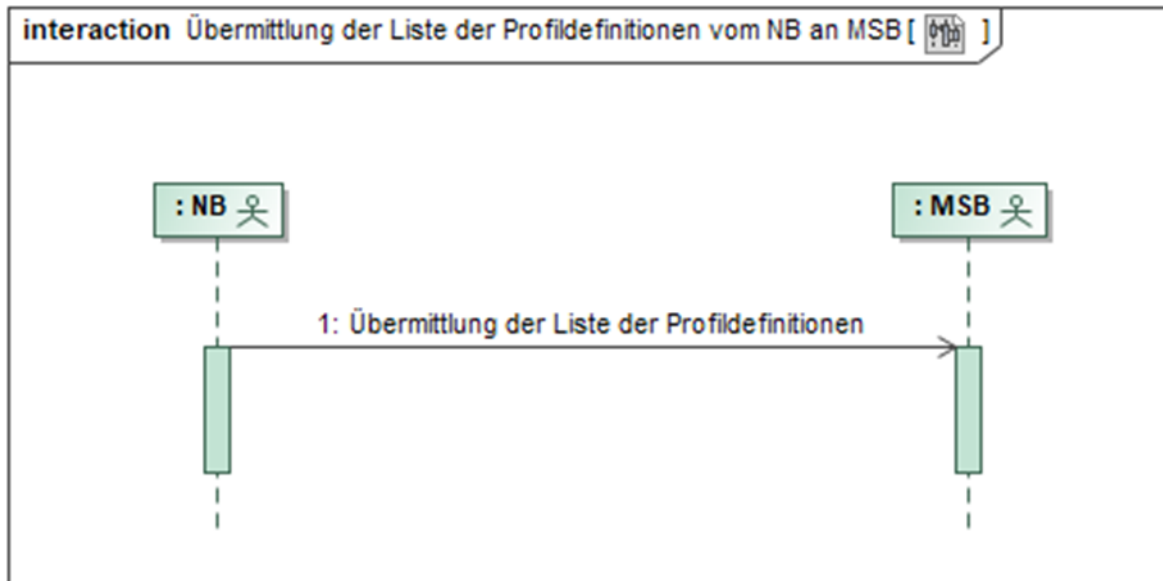 interaction Übermittlung der Liste der Profildefinitionen vom NB an MSB [ ]
: NB
: MSB
1: Übermittlung der Liste der Profildefinitionen